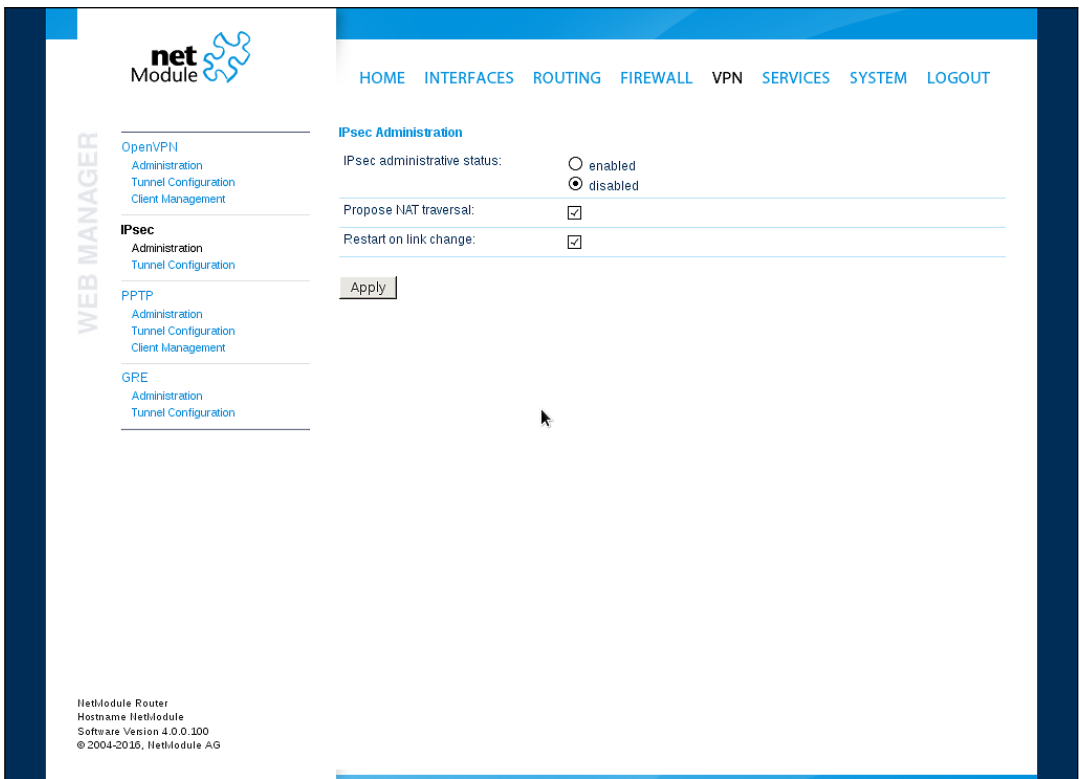 net
Module
HOME INTERFACES ROUTING FIREWALL VPN SERVICES SYSTEM LOGOUT
WEB MANAGER
OpenVPN
Administration
Tunnel Configuration
Client Management
IPsec
Administration
Tunnel Configuration
PPTP
Administration
Tunnel Configuration
Client Management
GRE
Administration
Tunnel Configuration
IPsec Administration
IPsec administrative status:
enabled
disabled
Propose NAT traversal:
Restart on link change:
Apply
NetModule Router
Hostname NetModule
Software Version 4.0.0.100
© 2004-2016, NetModule AG